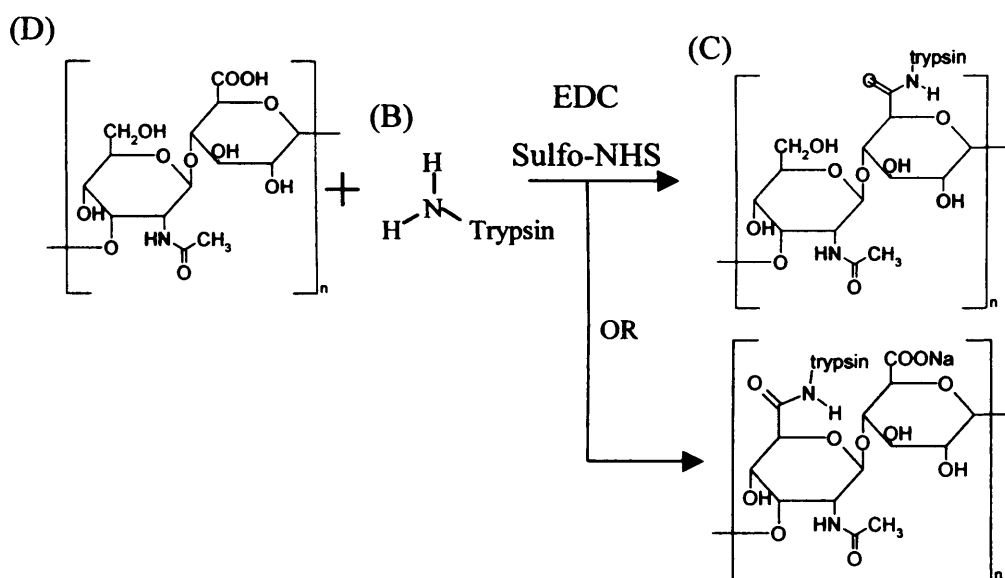 (D)
COOH
CH₂OH
O
O
OH
OH
OH
O
HN
CH₃
O
O
n
+
(B)
H
H
N
Trypsin
EDC
Sulfo-NHS
OR
(C)
trypsin
O
N
H
CH₂OH
O
O
OH
OH
OH
O
HN
CH₃
O
O
n
trypsin
COONa
O
N
H
O
O
OH
OH
OH
O
HN
CH₃
O
O
n